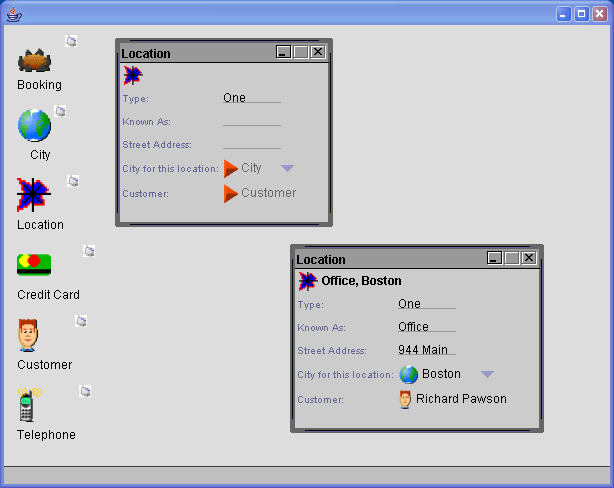 Booking
City
Location
Credit Card
Customer
Telephone
Location
Type: One
Known As:
Street Address:
City for this location: City
Customer: Customer
Location
Office, Boston
Type: One
Known As: Office
Street Address: 944 Main
City for this location: Boston
Customer: Richard Pawson